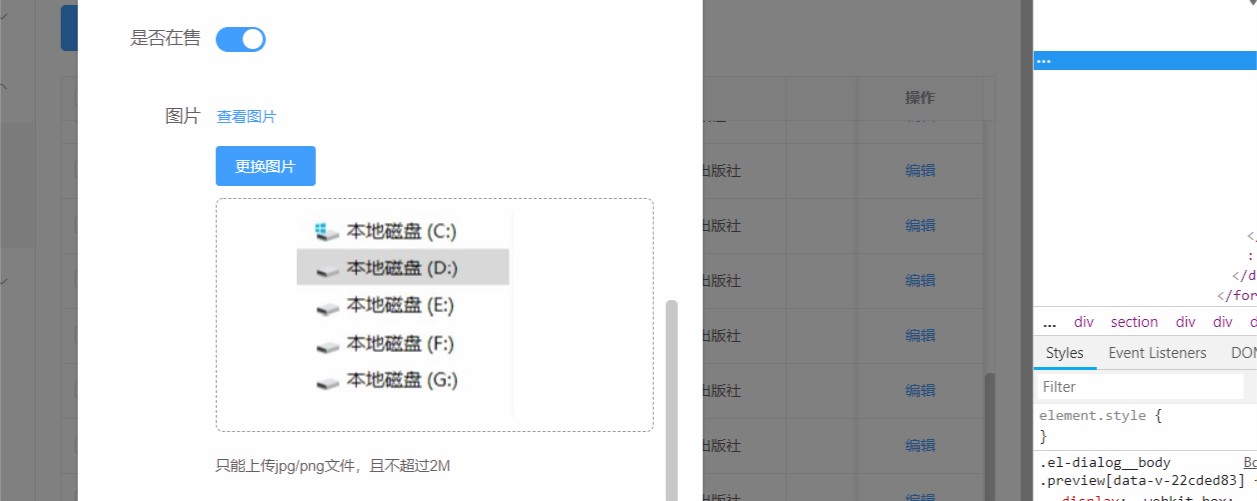 是否在售
图片 查看图片
更换图片
本地磁盘 (C:)
本地磁盘 (D:)
本地磁盘 (E:)
本地磁盘 (F:)
本地磁盘 (G:)
只能上传jpg/png文件，且不超过2M
操作
出版社 编辑
出版社 编辑
出版社 编辑
出版社 编辑
出版社 编辑
出版社 编辑
...
</
:
</d
</for
... div section div div d
Styles Event Listeners DOM
Filter
element.style {
}
.el-dialog__body
.preview[data-v-22cded83]
display: -webkit-box;